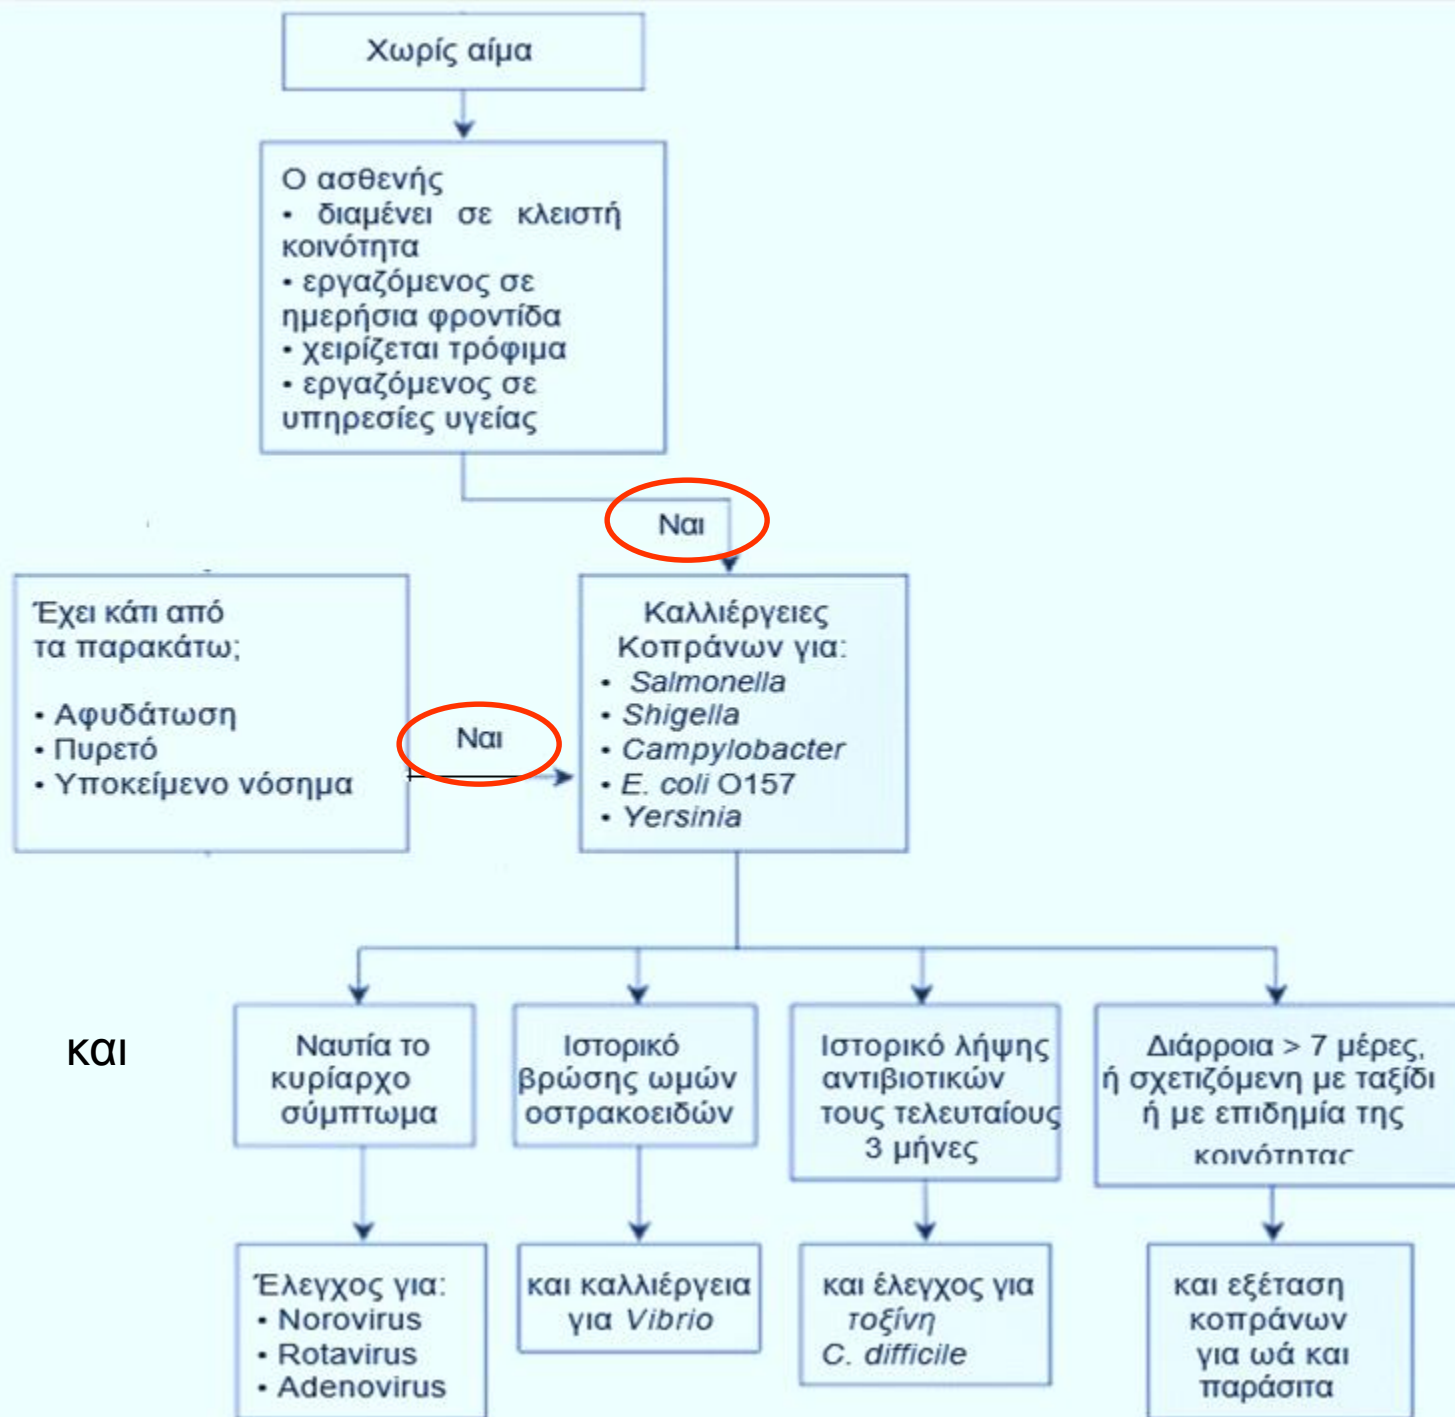 Χωρίς αίμα
Ο ασθενής
• διαμένει σε κλειστή
κοινότητα
• εργαζόμενος σε
ημερήσια φροντίδα
• χειρίζεται τρόφιμα
• εργαζόμενος σε
υπηρεσίες υγείας
Ναι
Έχει κάτι από
τα παρακάτω;
• Αφυδάτωση
• Πυρετό
• Υποκείμενο νόσημα
Ναι
Καλλιέργειες
Κοπράνων για:
• Salmonella
• Shigella
• Campylobacter
• E. coli O157
• Yersinia
και
Ναυτία το
κυρίαρχο
σύμπτωμα
Ιστορικό
βρώσης ωμών
οστρακοειδών
Ιστορικό λήψης
αντιβιοτικών
τους τελευταίους
3 μήνες
Διάρροια > 7 μέρες,
ή σχετιζόμενη με ταξίδι
ή με επιδημία της
κοινότητας
Έλεγχος για:
• Norovirus
• Rotavirus
• Adenovirus
και καλλιέργεια
για Vibrio
και έλεγχος για
τοξίνη
C. difficile
και εξέταση
κοπράνων
για ωά και
παράσιτα